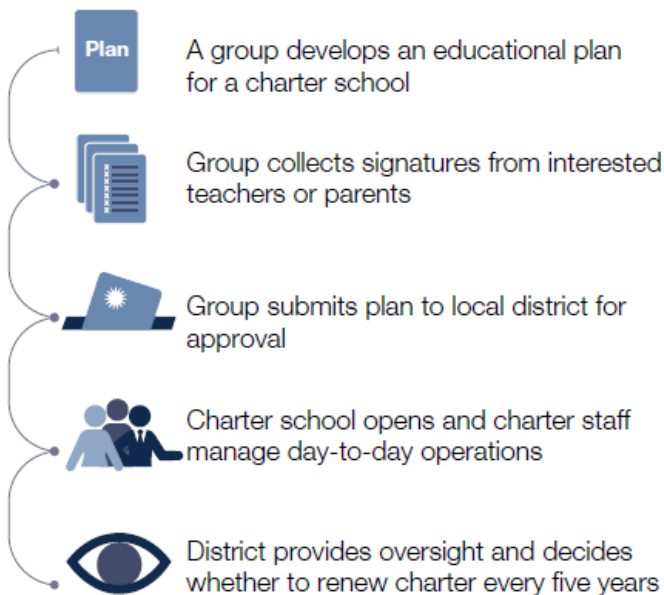 Plan
A group develops an educational plan
for a charter school
Group collects signatures from interested
teachers or parents
Group submits plan to local district for
approval
Charter school opens and charter staff
manage day-to-day operations
District provides oversight and decides
whether to renew charter every five years